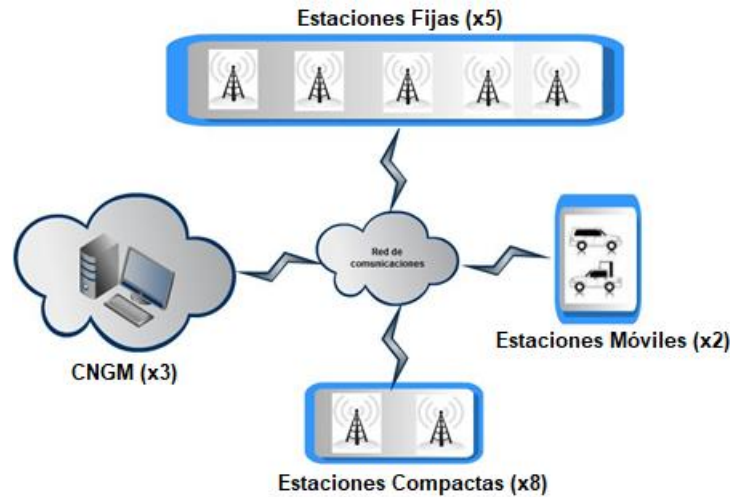 Estaciones Fijas (x5)
Red de
comunicaciones
Estaciones Móviles (x2)
CNGM (x3)
Estaciones Compactas (x8)